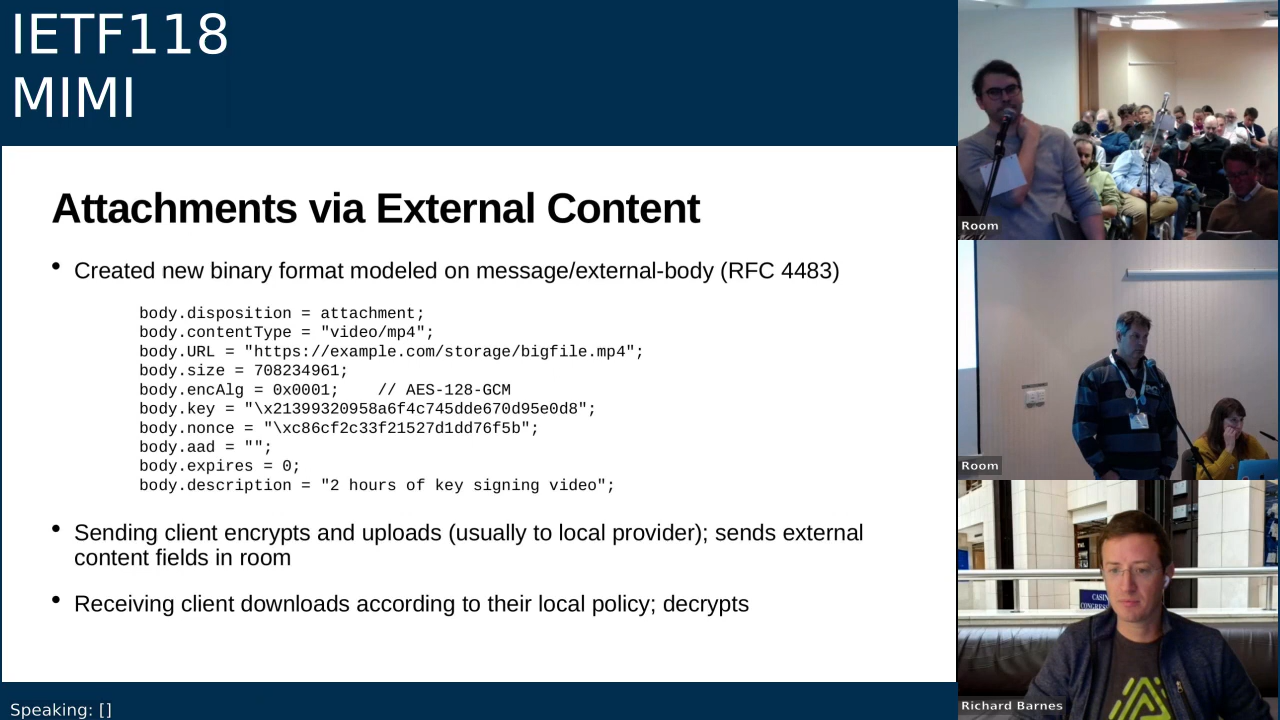 IETF118
MIMI
Attachments via External Content
• Created new binary format modeled on message/external-body (RFC 4483)
body.disposition = attachment;
body.contentType = "video/mp4";
body.URL = "https://example.com/storage/bigfile.mp4";
body.size = 708234961;
body.encAlg = 0x0001;    // AES-128-GCM
body.key = "\x21399320958a6f4c745dde670d95e0d8";
body.nonce = "\xc86cf2c33f21527d1dd76f5b";
body.aad = "";
body.expires = 0;
body.description = "2 hours of key signing video";
• Sending client encrypts and uploads (usually to local provider); sends external
content fields in room
• Receiving client downloads according to their local policy; decrypts
Speaking: []
Room
Room
Richard Barnes